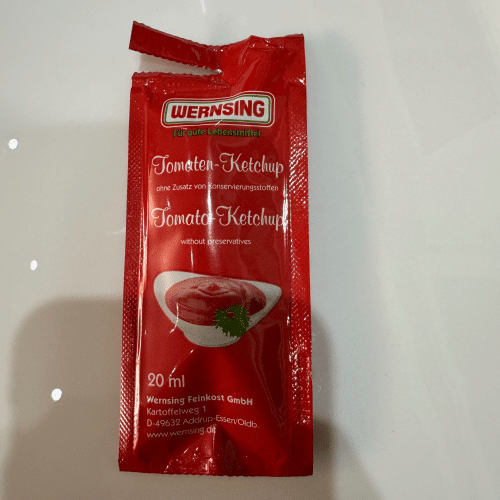 WERNSING
Für gute Lebensmittel
Tomaten-Ketchup
ohne Zusatz von Konservierungsstoffen
Tomato-Ketchup
without preservatives
20 ml
Wernsing Feinkost GmbH
Kartoffelweg 1
D-49632 Addrup-Essen/Oldb.
www.wernsing.de